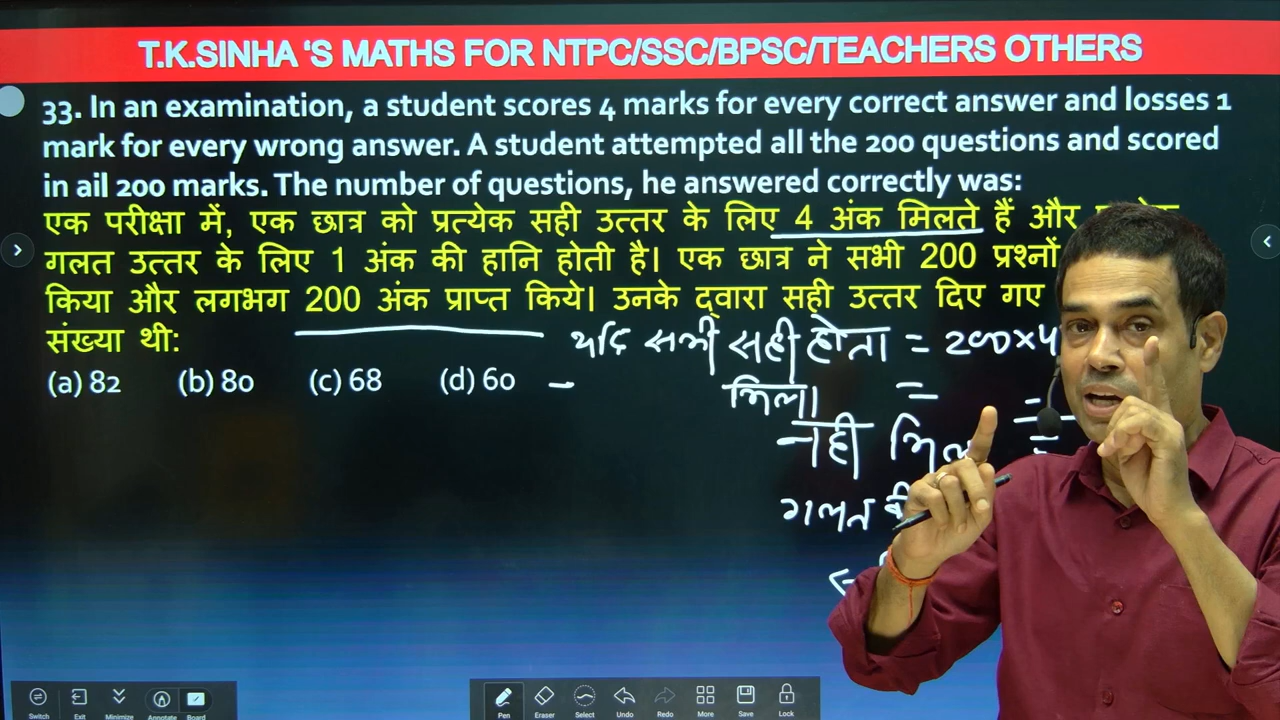 T.K.SINHA ‘S MATHS FOR NTPC/SSC/BPSC/TEACHERS OTHERS
33. In an examination, a student scores 4 marks for every correct answer and losses 1
mark for every wrong answer. A student attempted all the 200 questions and scored
in ail 200 marks. The number of questions, he answered correctly was:
एक परीक्षा में, एक छात्र को प्रत्येक सही उत्तर के लिए 4 अंक मिलते हैं और
गलत उत्तर के लिए 1 अंक की हानि होती है। एक छात्र ने सभी 200 प्रश्नों
किया और लगभग 200 अंक प्राप्त किये। उनके द्वारा सही उत्तर दिए गए
संख्या थी:
यदि सभी सही होता = 200×4
(a) 82 (b) 80 (c) 68 (d) 60
मिला =
नही मिला =
गलत की
Switch Exit Minimize Annotate Board Pen Eraser Select Undo Redo More Save Lock